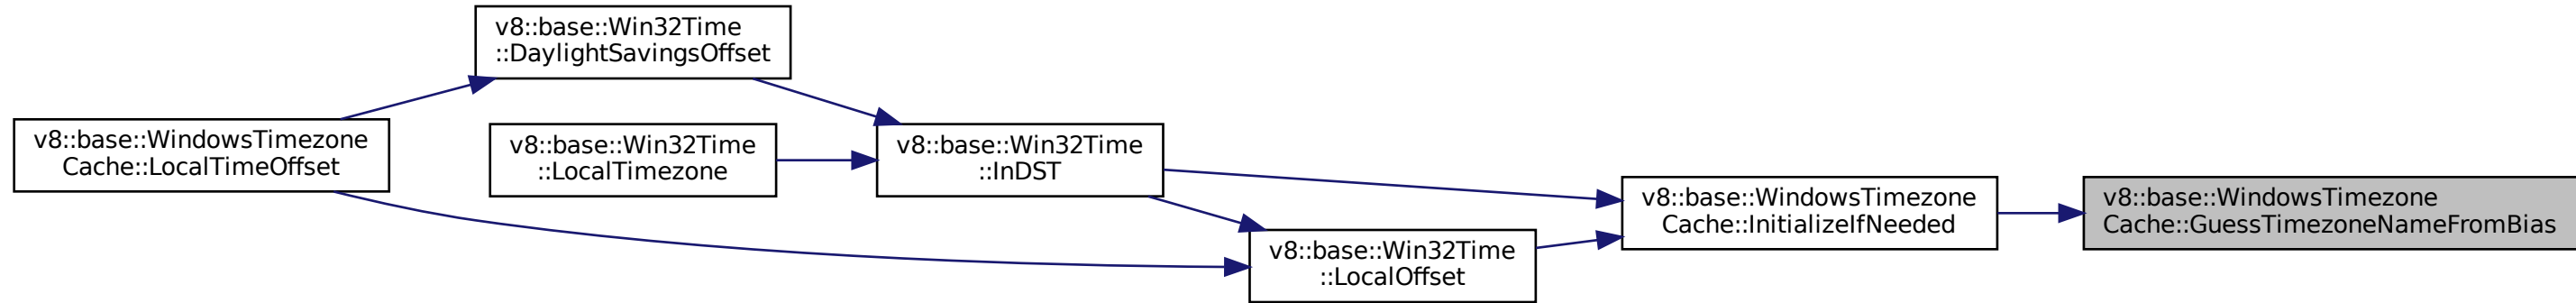 v8::base::Win32Time
::DaylightSavingsOffset
v8::base::WindowsTimezone
Cache::LocalTimeOffset
v8::base::Win32Time
::LocalTimezone
v8::base::Win32Time
::InDST
v8::base::Win32Time
::LocalOffset
v8::base::WindowsTimezone
Cache::InitializeIfNeeded
v8::base::WindowsTimezone
Cache::GuessTimezoneNameFromBias